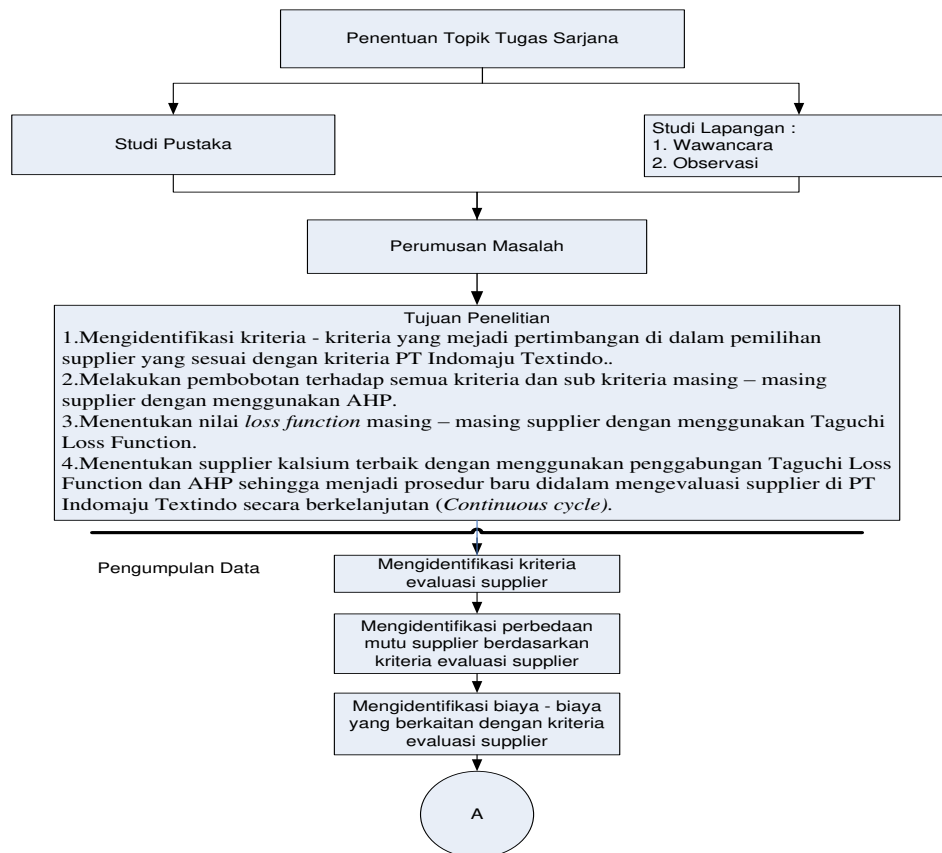 Penentuan Topik Tugas Sarjana
Studi Pustaka
Studi Lapangan :
1. Wawancara
2. Observasi
Perumusan Masalah
Tujuan Penelitian
1.Mengidentifikasi kriteria - kriteria yang mejadi pertimbangan di dalam pemilihan
supplier yang sesuai dengan kriteria PT Indomaju Textindo..
2.Melakukan pembobotan terhadap semua kriteria dan sub kriteria masing – masing
supplier dengan menggunakan AHP.
3.Menentukan nilai loss function masing – masing supplier dengan menggunakan Taguchi
Loss Function.
4.Menentukan supplier kalsium terbaik dengan menggunakan penggabungan Taguchi Loss
Function dan AHP sehingga menjadi prosedur baru didalam mengevaluasi supplier di PT
Indomaju Textindo secara berkelanjutan (Continuous cycle).
Pengumpulan Data
Mengidentifikasi kriteria
evaluasi supplier
Mengidentifikasi perbedaan
mutu supplier berdasarkan
kriteria evaluasi supplier
Mengidentifikasi biaya - biaya
yang berkaitan dengan kriteria
evaluasi supplier
A